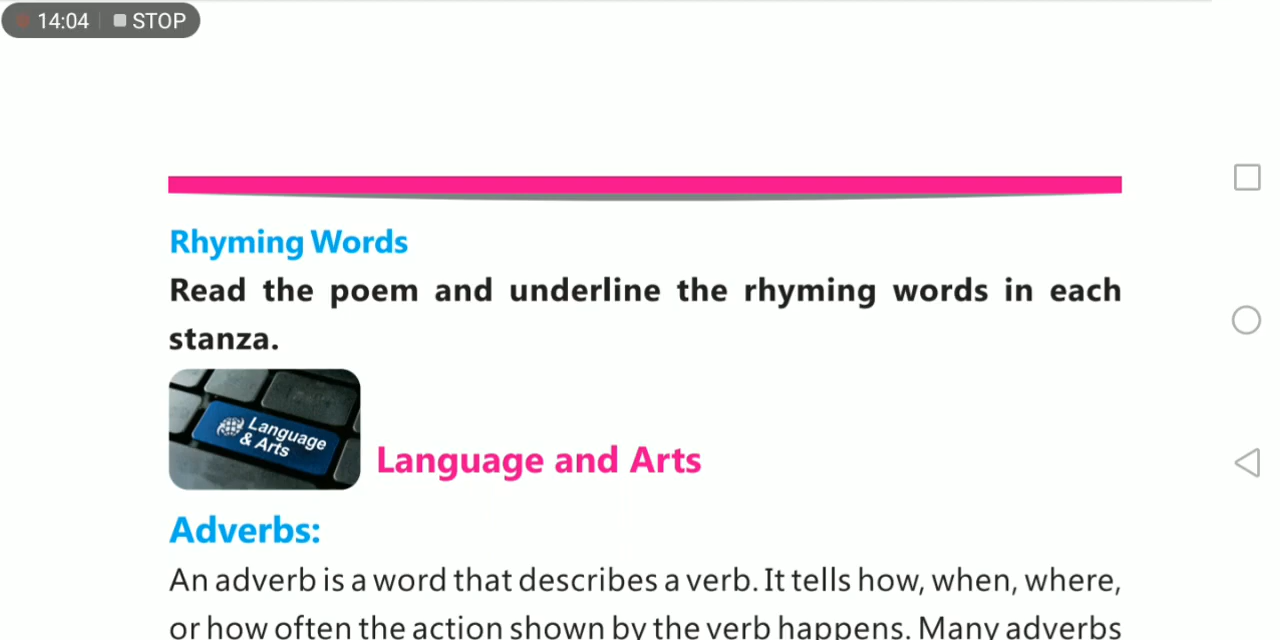 14:04 STOP
Rhyming Words
Read the poem and underline the rhyming words in each
stanza.
Language
& Arts
Language and Arts
Adverbs:
An adverb is a word that describes a verb. It tells how, when, where,
or how often the action shown by the verb happens. Many adverbs